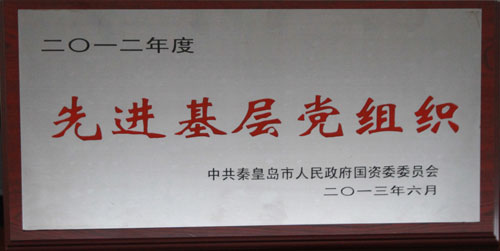 二〇一二年度
先进基层党组织
中共秦皇岛市人民政府国资委委员会
二〇一三年六月